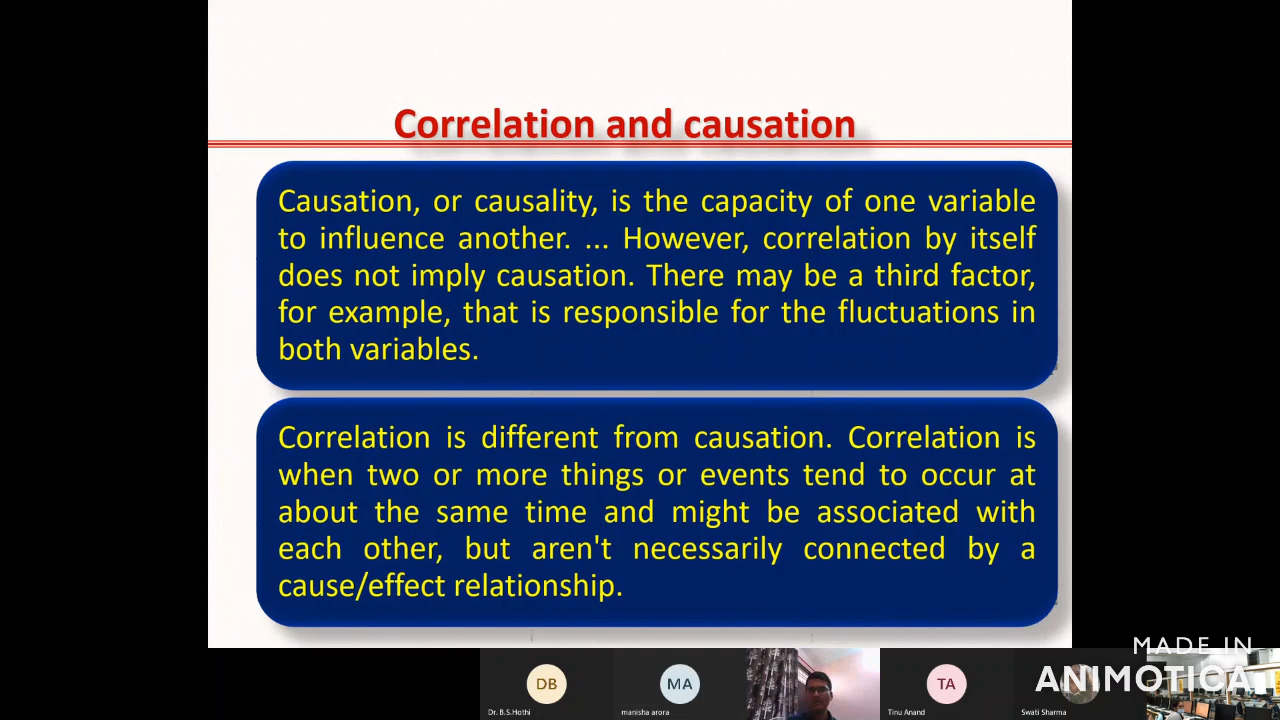 Correlation and causation
Causation, or causality, is the capacity of one variable
to influence another. ... However, correlation by itself
does not imply causation. There may be a third factor,
for example, that is responsible for the fluctuations in
both variables.
Correlation is different from causation. Correlation is
when two or more things or events tend to occur at
about the same time and might be associated with
each other, but aren't necessarily connected by a
cause/effect relationship.
MADE IN
ANIMOTICA
DB
MA
TA
Dr. B.S.Hothi
manisha arora
Tinu Anand
Swati Sharma